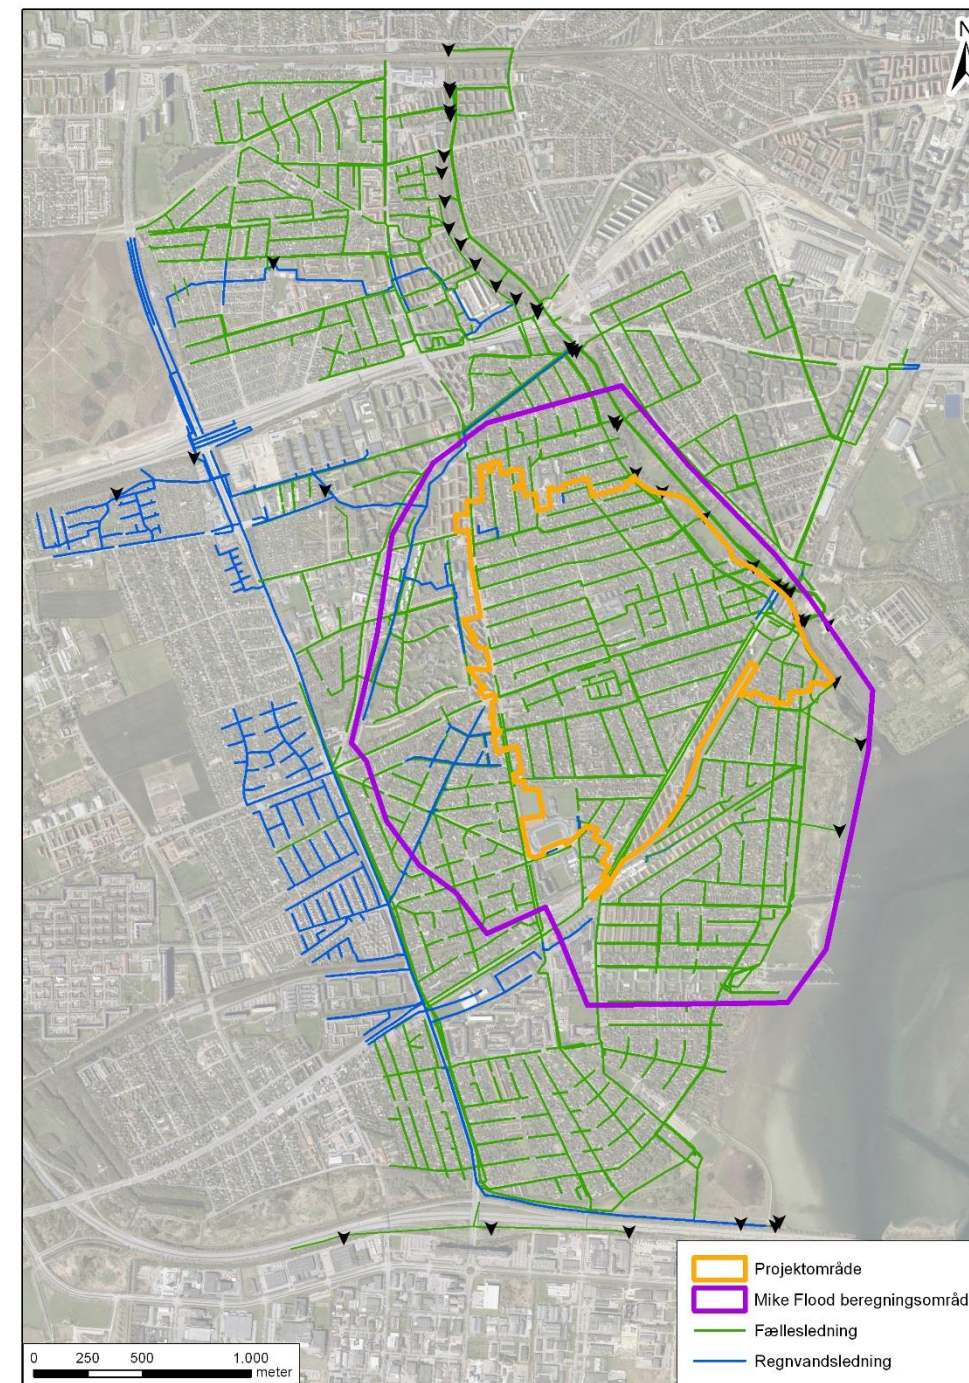 N
Projektområde
Mike Flood beregningsområd
Fællesledning
Regnvandsledning
0 250 500 1.000
meter